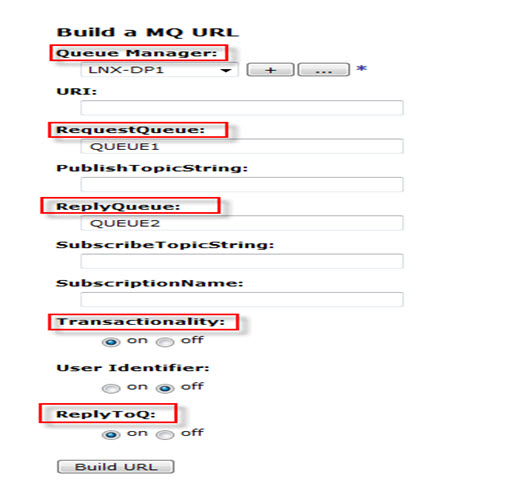 Build a MQ URL
Queue Manager:
LNX-DP1 + ... *
URI:
RequestQueue:
QUEUE1
PublishTopicString:
ReplyQueue:
QUEUE2
SubscribeTopicString:
SubscriptionName:
Transactionality:
on off
User Identifier:
on off
ReplyToQ:
on off
Build URL